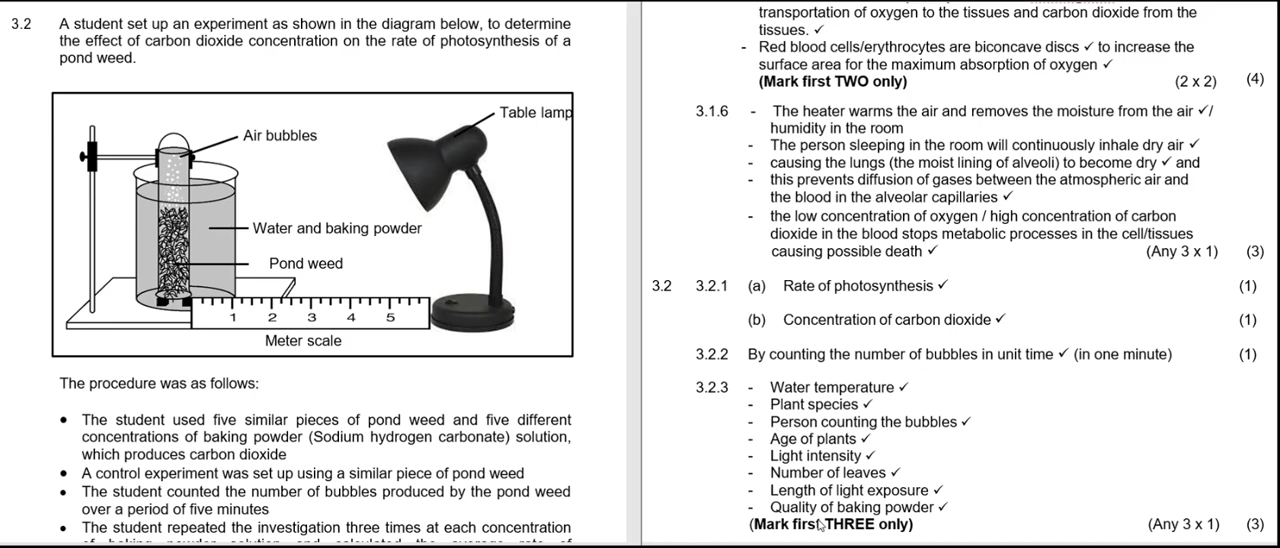 3.2 A student set up an experiment as shown in the diagram below, to determine
the effect of carbon dioxide concentration on the rate of photosynthesis of a
pond weed.
Table lamp
Air bubbles
Water and baking powder
Pond weed
1 2 3 4 5
Meter scale
The procedure was as follows:
• The student used five similar pieces of pond weed and five different
concentrations of baking powder (Sodium hydrogen carbonate) solution,
which produces carbon dioxide
• A control experiment was set up using a similar piece of pond weed
• The student counted the number of bubbles produced by the pond weed
over a period of five minutes
• The student repeated the investigation three times at each concentration
transportation of oxygen to the tissues and carbon dioxide from the
tissues. ✓
- Red blood cells/erythrocytes are biconcave discs ✓ to increase the
surface area for the maximum absorption of oxygen ✓
(Mark first TWO only) (2 x 2) (4)
3.1.6 - The heater warms the air and removes the moisture from the air ✓/
humidity in the room
- The person sleeping in the room will continuously inhale dry air ✓
- causing the lungs (the moist lining of alveoli) to become dry ✓ and
- this prevents diffusion of gases between the atmospheric air and
the blood in the alveolar capillaries ✓
- the low concentration of oxygen / high concentration of carbon
dioxide in the blood stops metabolic processes in the cell/tissues
causing possible death ✓ (Any 3 x 1) (3)
3.2 3.2.1 (a) Rate of photosynthesis ✓ (1)
(b) Concentration of carbon dioxide ✓ (1)
3.2.2 By counting the number of bubbles in unit time ✓ (in one minute) (1)
3.2.3 - Water temperature ✓
- Plant species ✓
- Person counting the bubbles ✓
- Age of plants ✓
- Light intensity ✓
- Number of leaves ✓
- Length of light exposure ✓
- Quality of baking powder ✓
(Mark first THREE only) (Any 3 x 1) (3)